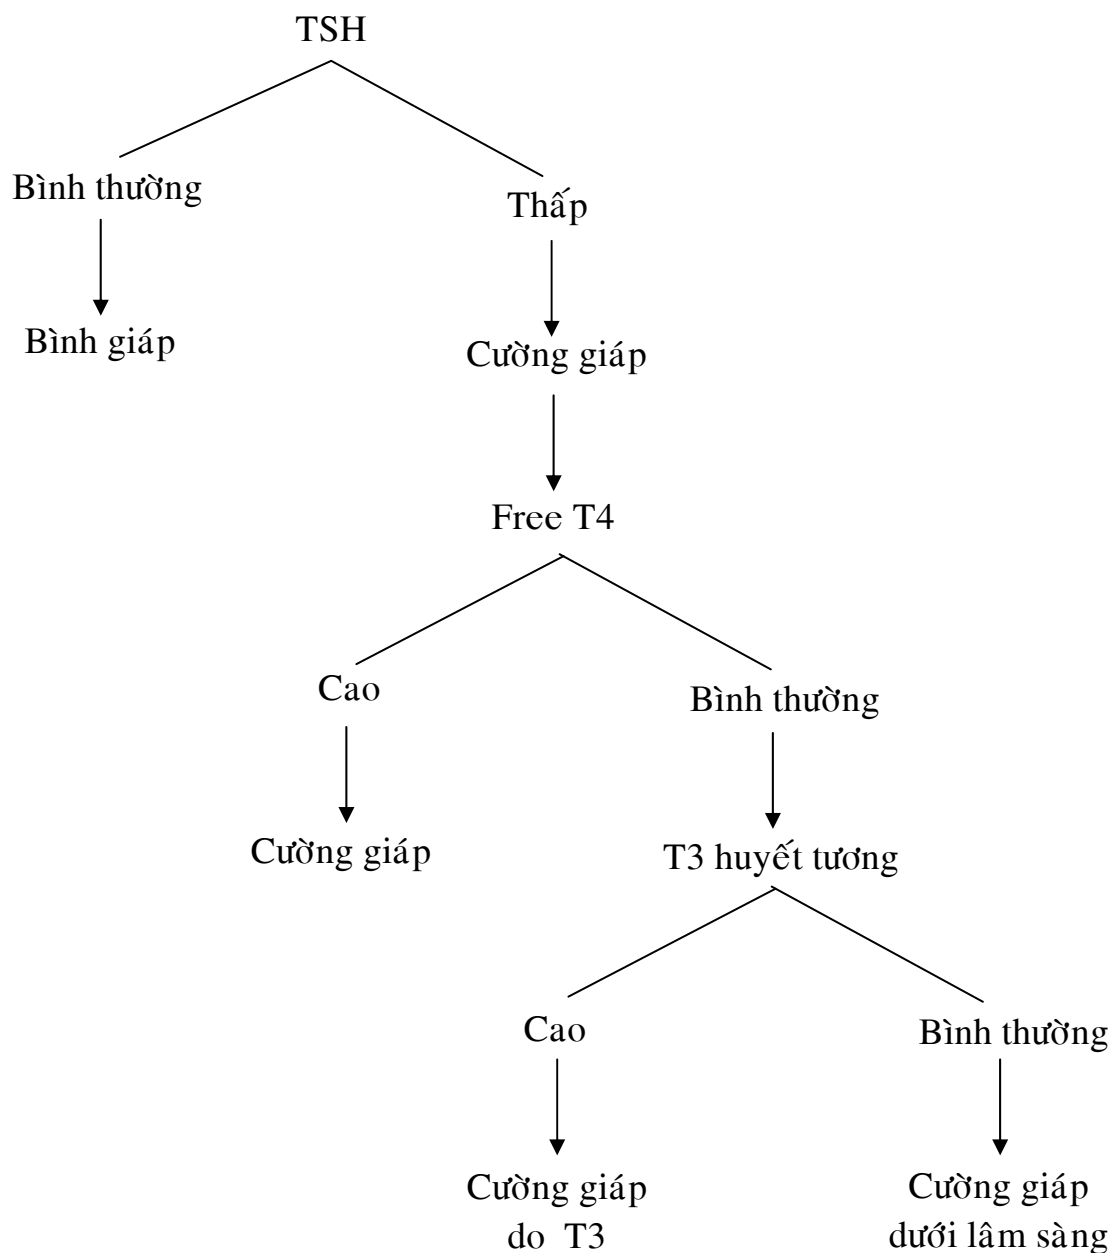 TSH
Bình thường
Thấp
Bình giáp
Cường giáp
Free T4
Cao
Bình thường
Cường giáp
T3 huyết tương
Cao
Bình thường
Cường giáp
do T3
Cường giáp
dưới lâm sàng